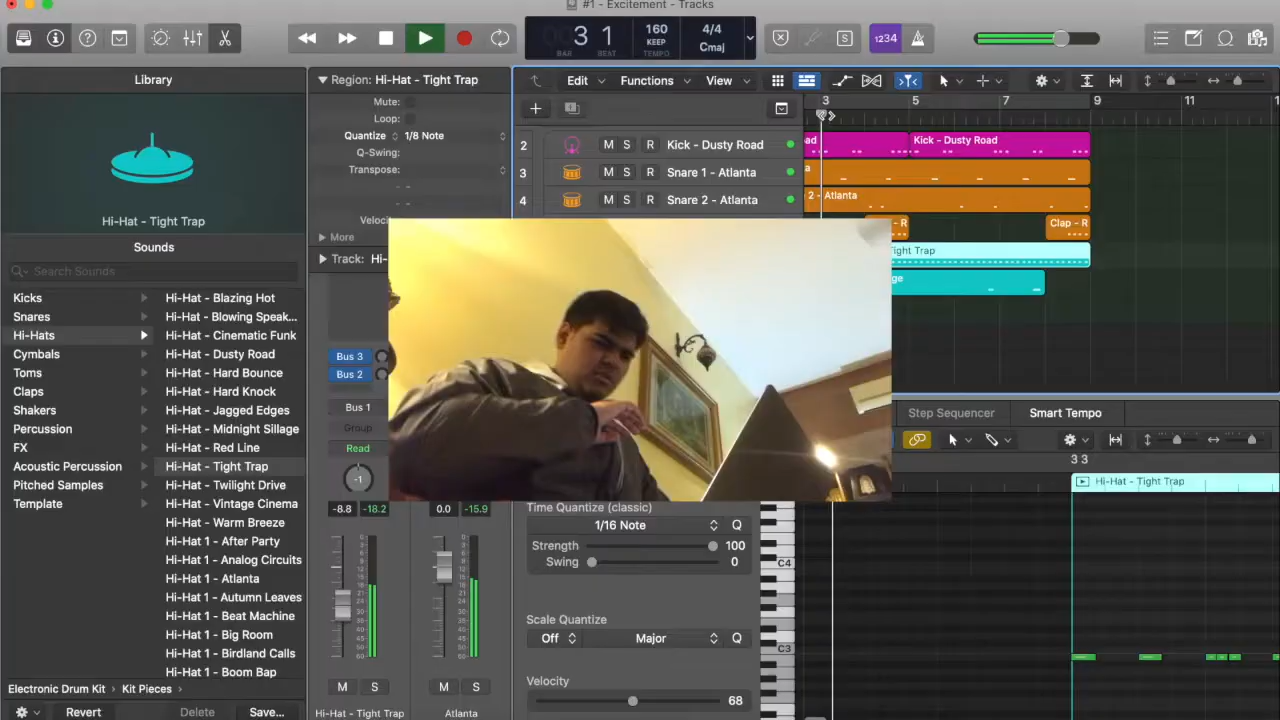 #1 - Excitement - Tracks
3 1
BAR BEAT
160
KEEP
TEMPO
4/4
Cmaj
1234
Library
Hi-Hat - Tight Trap
Sounds
Search Sounds
Kicks
Snares
Hi-Hats
Cymbals
Toms
Claps
Shakers
Percussion
FX
Acoustic Percussion
Pitched Samples
Template
Hi-Hat - Blazing Hot
Hi-Hat - Blowing Speak...
Hi-Hat - Cinematic Funk
Hi-Hat - Dusty Road
Hi-Hat - Hard Bounce
Hi-Hat - Hard Knock
Hi-Hat - Jagged Edges
Hi-Hat - Midnight Sillage
Hi-Hat - Red Line
Hi-Hat - Tight Trap
Hi-Hat - Twilight Drive
Hi-Hat - Vintage Cinema
Hi-Hat - Warm Breeze
Hi-Hat 1 - After Party
Hi-Hat 1 - Analog Circuits
Hi-Hat 1 - Atlanta
Hi-Hat 1 - Autumn Leaves
Hi-Hat 1 - Beat Machine
Hi-Hat 1 - Big Room
Hi-Hat 1 - Birdland Calls
Hi-Hat 1 - Boom Bap
Electronic Drum Kit › Kit Pieces ›
Revert Delete Save...
Region: Hi-Hat - Tight Trap
Mute:
Loop:
Quantize 1/8 Note
Q-Swing:
Transpose:
Veloci
More
Track: Hi-
Bus 3
Bus 2
Bus 1
Group
Read
-1
-8.8 -18.2 0.0 -15.9
M S M S
Hi-Hat - Tight Trap Atlanta
Edit Functions View
3 5 7 9 11
2 M S R Kick - Dusty Road
3 M S R Snare 1 - Atlanta
4 M S R Snare 2 - Atlanta
ad Kick - Dusty Road
2 - Atlanta
- R Clap - R
Tight Trap
ge
Step Sequencer Smart Tempo
3 3
Hi-Hat - Tight Trap
Time Quantize (classic)
1/16 Note Q
Strength 100
Swing 0
Scale Quantize
Off Major Q
Velocity
68
C4
C3